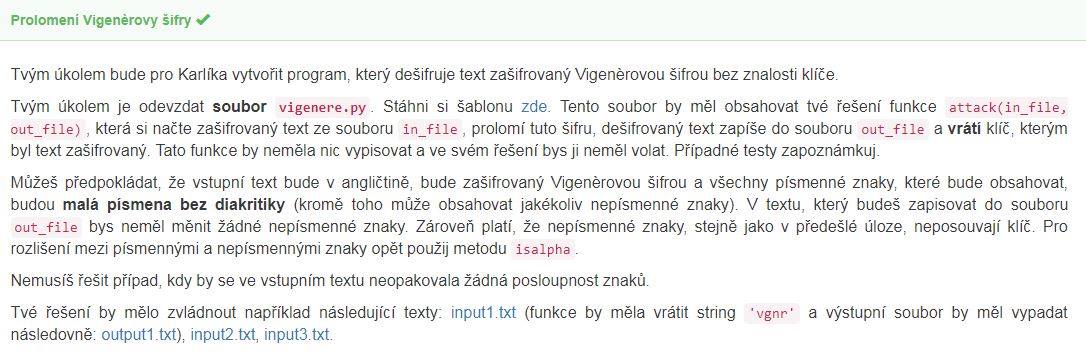 Prolomení Vigenèrovy šifry ✔
Tvým úkolem bude pro Karlíka vytvořit program, který dešifruje text zašifrovaný Vigenèrovou šifrou bez znalosti klíče.
Tvým úkolem je odevzdat soubor vigenere.py. Stáhni si šablonu zde. Tento soubor by měl obsahovat tvé řešení funkce attack(in_file,
out_file), která si načte zašifrovaný text ze souboru in_file, prolomí tuto šifru, dešifrovaný text zapíše do souboru out_file a vrátí klíč, kterým
byl text zašifrovaný. Tato funkce by neměla nic vypisovat a ve svém řešení bys ji neměl volat. Případné testy zapoznámkuj.
Můžeš předpokládat, že vstupní text bude v angličtině, bude zašifrovaný Vigenèrovou šifrou a všechny písmenné znaky, které bude obsahovat,
budou malá písmena bez diakritiky (kromě toho může obsahovat jakékoliv nepísmenné znaky). V textu, který budeš zapisovat do souboru
out_file bys neměl měnit žádné nepísmenné znaky. Zároveň platí, že nepísmenné znaky, stejně jako v předešlé úloze, neposouvají klíč. Pro
rozlišení mezi písmennými a nepísmennými znaky opět použij metodu isalpha.
Nemusíš řešit případ, kdy by se ve vstupním textu neopakovala žádná posloupnost znaků.
Tvé řešení by mělo zvládnout například následující texty: input1.txt (funkce by měla vrátit string 'vgnr' a výstupní soubor by měl vypadat
následovně: output1.txt), input2.txt, input3.txt.